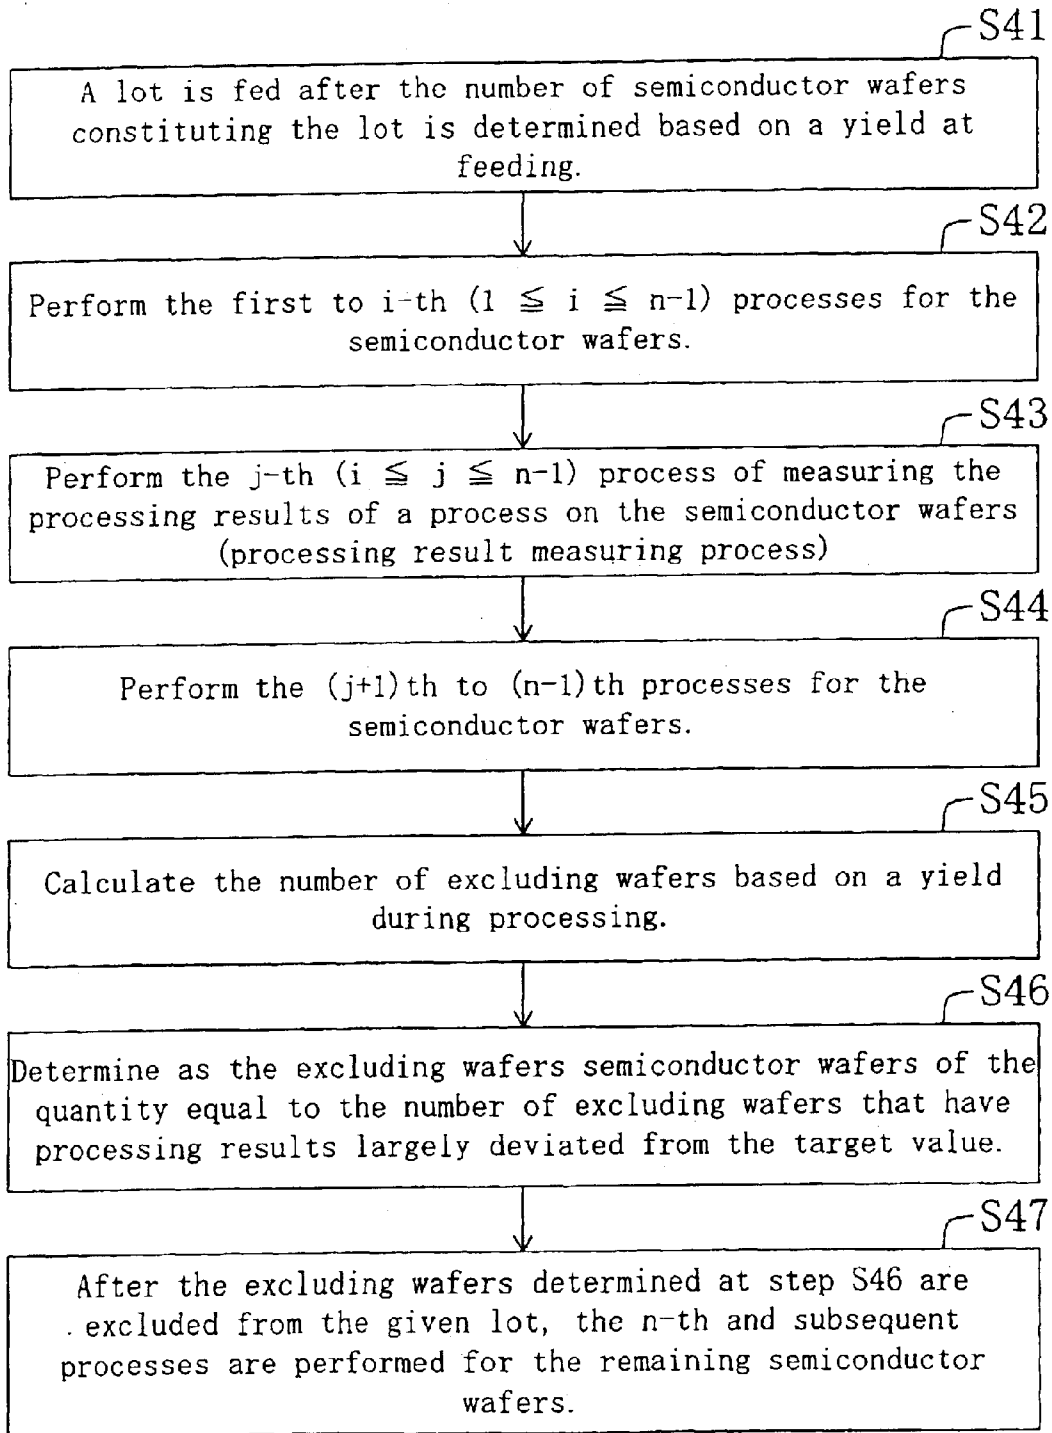 S41
A lot is fed after the number of semiconductor wafers
constituting the lot is determined based on a yield at
feeding.
S42
Perform the first to i-th (1 ≦ i ≦ n-1) processes for the
semiconductor wafers.
S43
Perform the j-th (i ≦ j ≦ n-1) process of measuring the
processing results of a process on the semiconductor wafers
(processing result measuring process)
S44
Perform the (j+1)th to (n-1)th processes for the
semiconductor wafers.
S45
Calculate the number of excluding wafers based on a yield
during processing.
S46
Determine as the excluding wafers semiconductor wafers of the
quantity equal to the number of excluding wafers that have
processing results largely deviated from the target value.
S47
After the excluding wafers determined at step S46 are
excluded from the given lot, the n-th and subsequent
processes are performed for the remaining semiconductor
wafers.